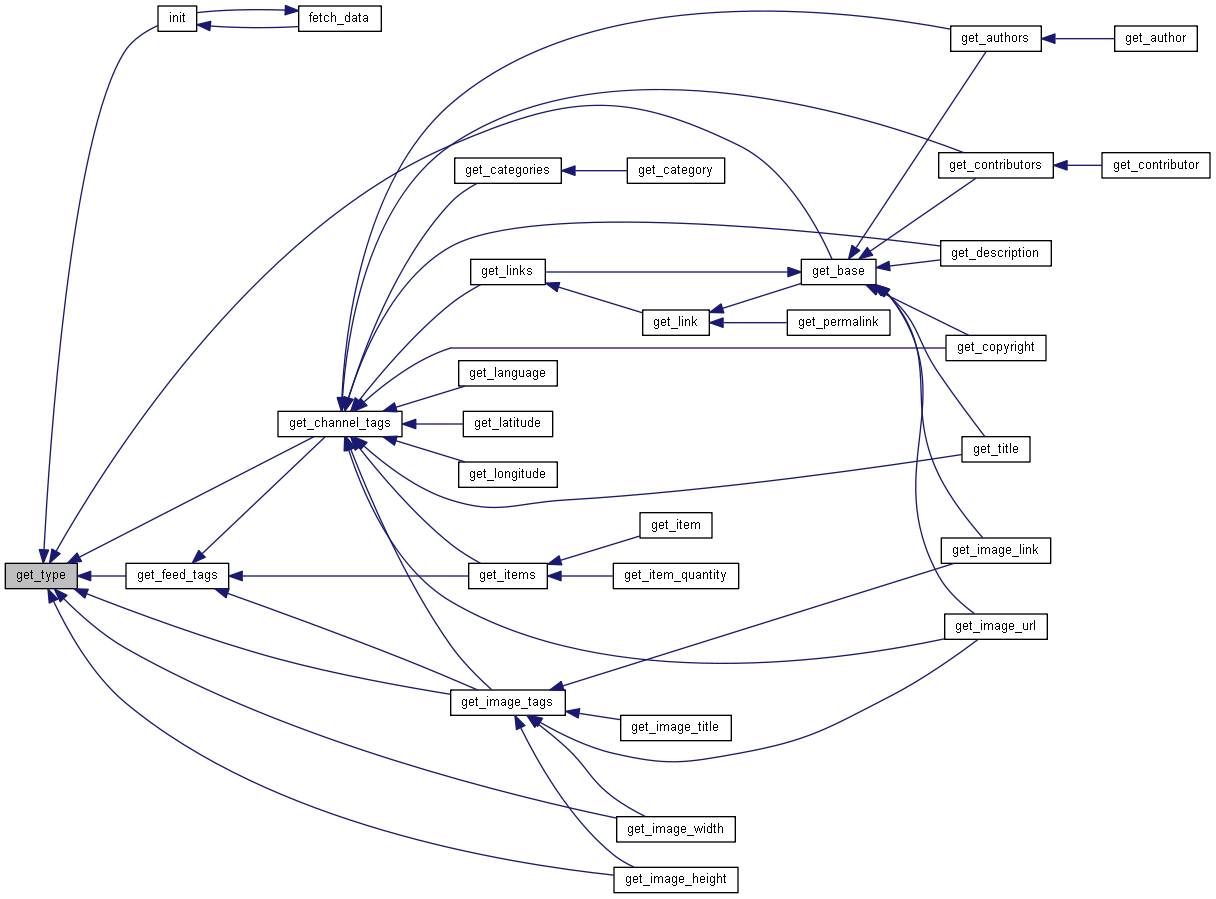 init
fetch_data
get_authors
get_author
get_categories
get_category
get_contributors
get_contributor
get_description
get_links
get_base
get_link
get_permalink
get_copyright
get_language
get_channel_tags
get_latitude
get_title
get_longitude
get_item
get_image_link
get_type
get_feed_tags
get_items
get_item_quantity
get_image_url
get_image_tags
get_image_title
get_image_width
get_image_height